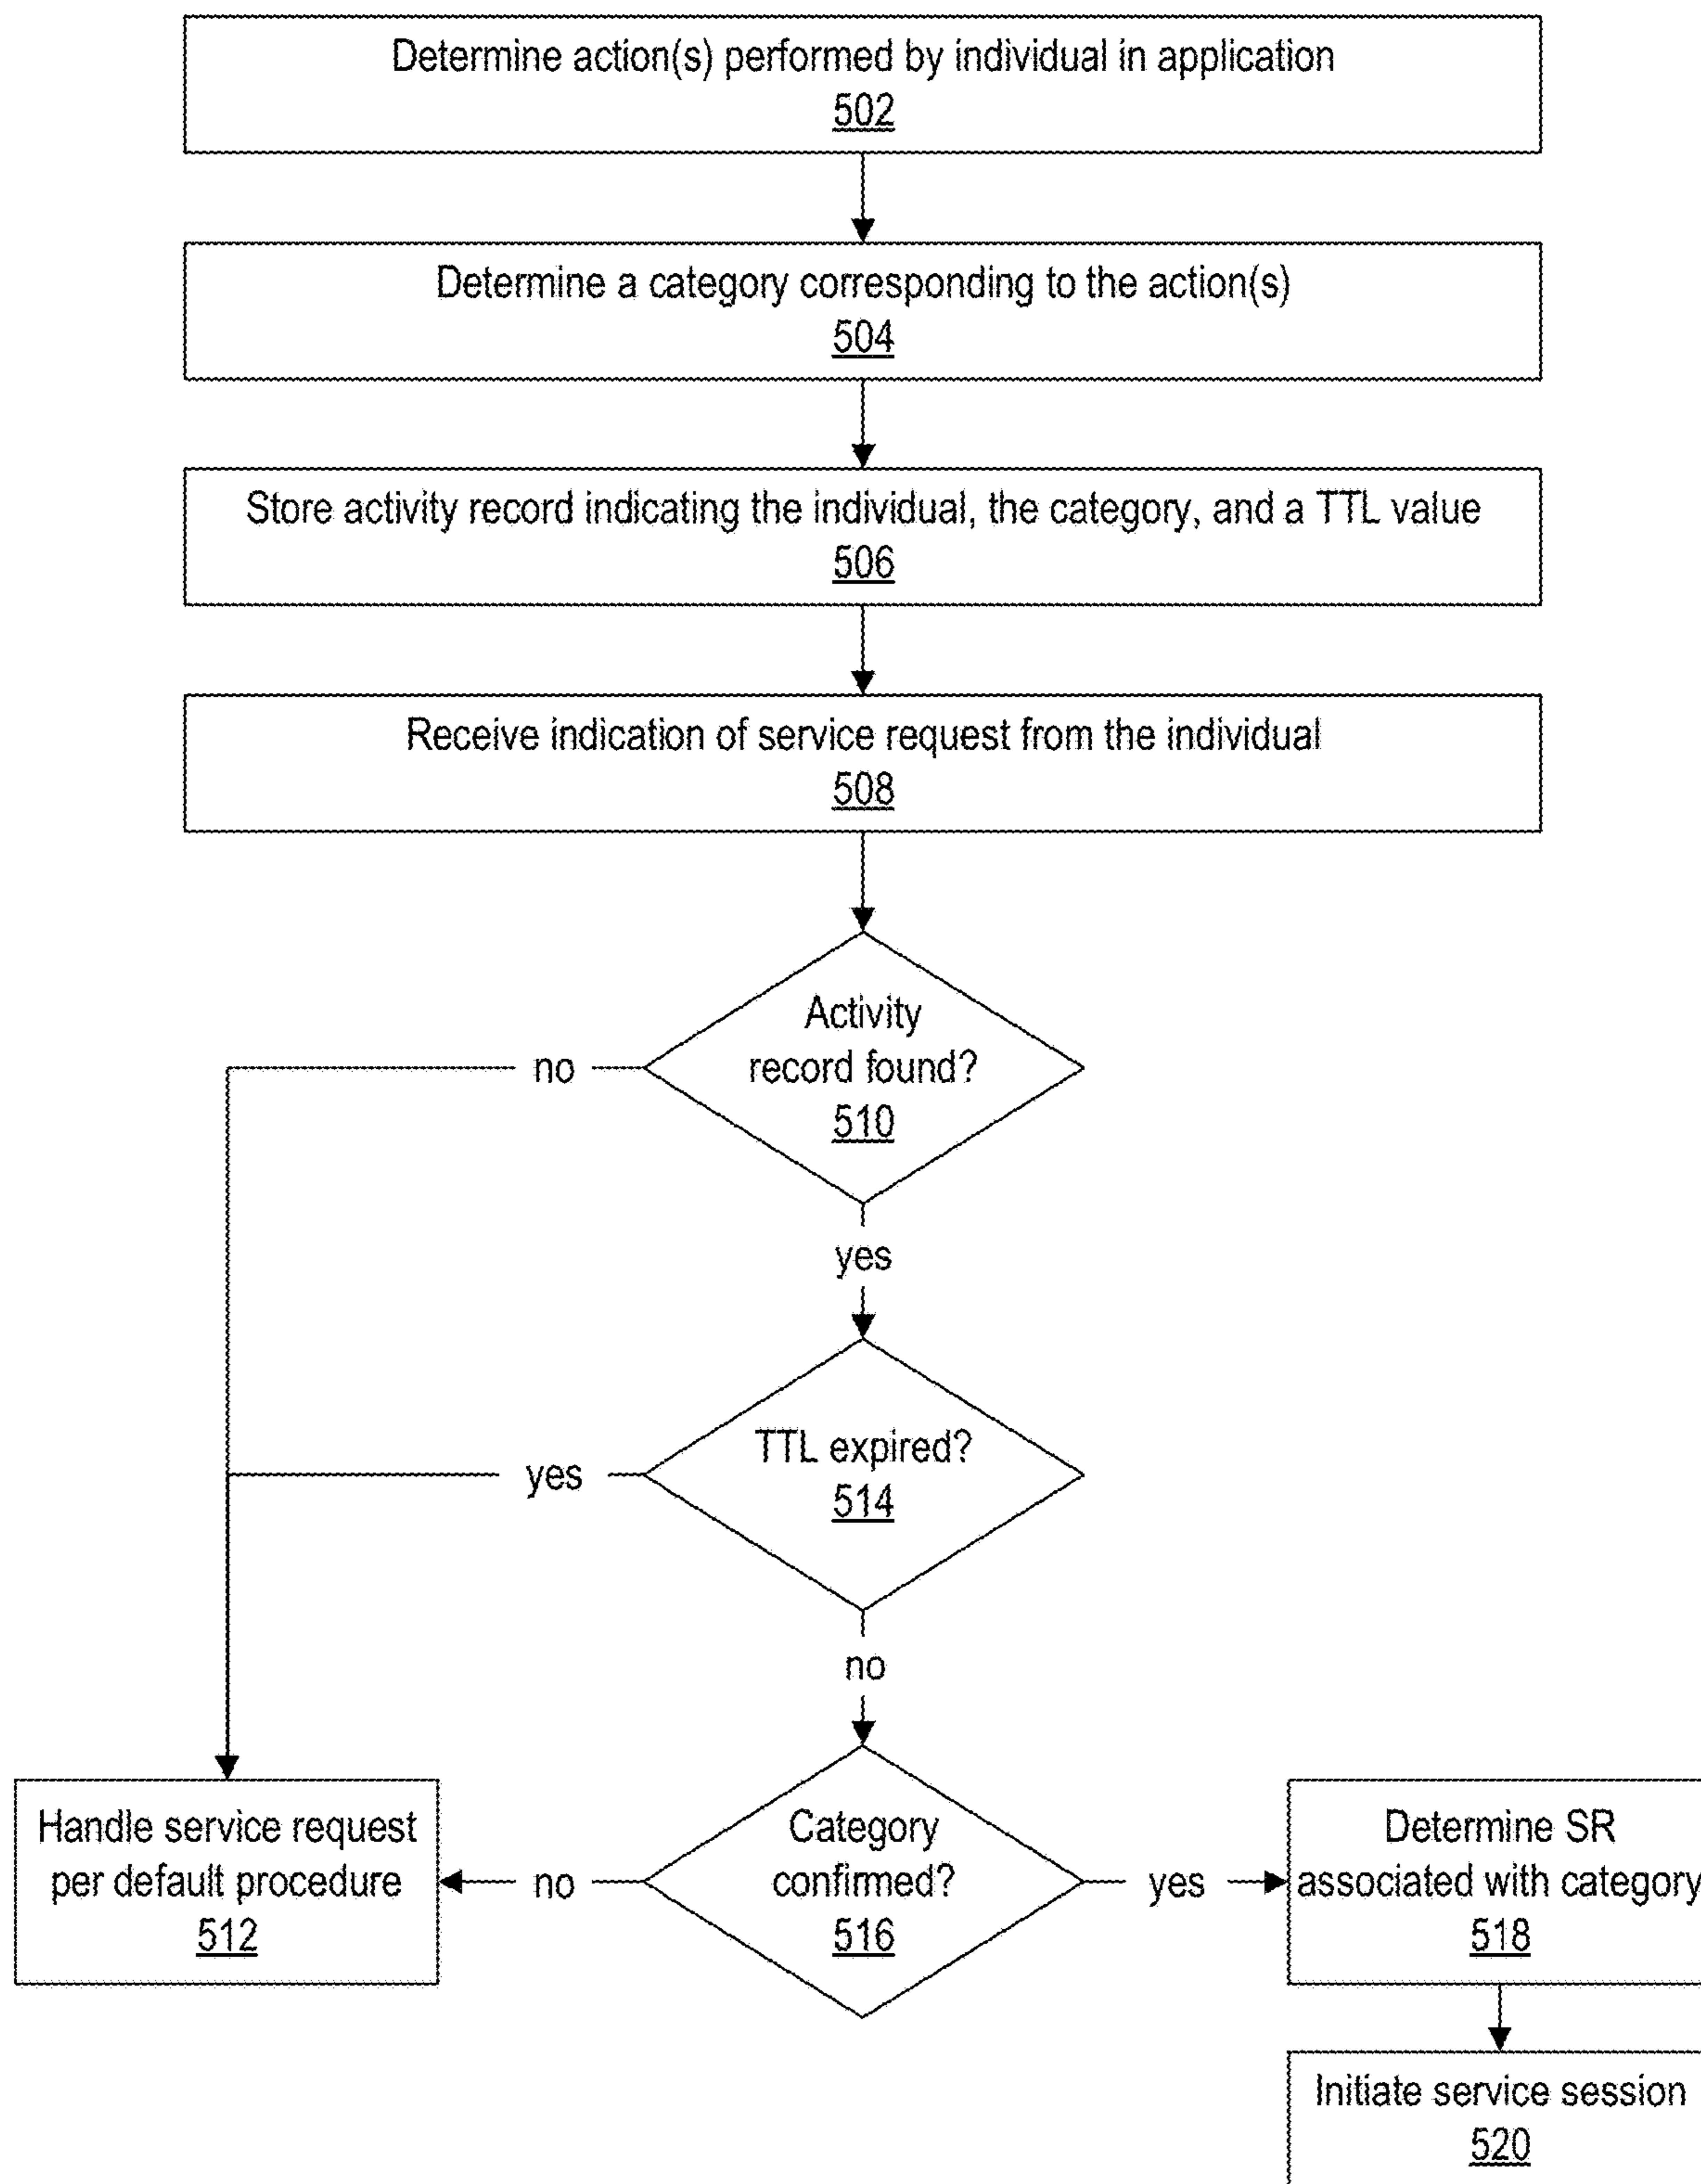 Determine action(s) performed by individual in application
502
Determine a category corresponding to the action(s)
504
Store activity record indicating the individual, the category, and a TTL value
506
Receive indication of service request from the individual
508
Activity
record found?
510
no
yes
TTL expired?
514
yes
no
Category
confirmed?
516
no
yes
Handle service request
per default procedure
512
Determine SR
associated with category
518
Initiate service session
520